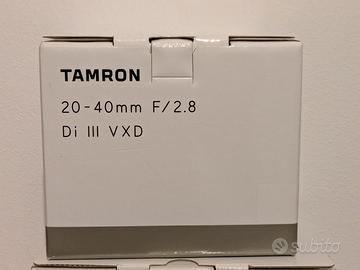 TAMRON
20-40mm F/2.8
Di III VXD
subito